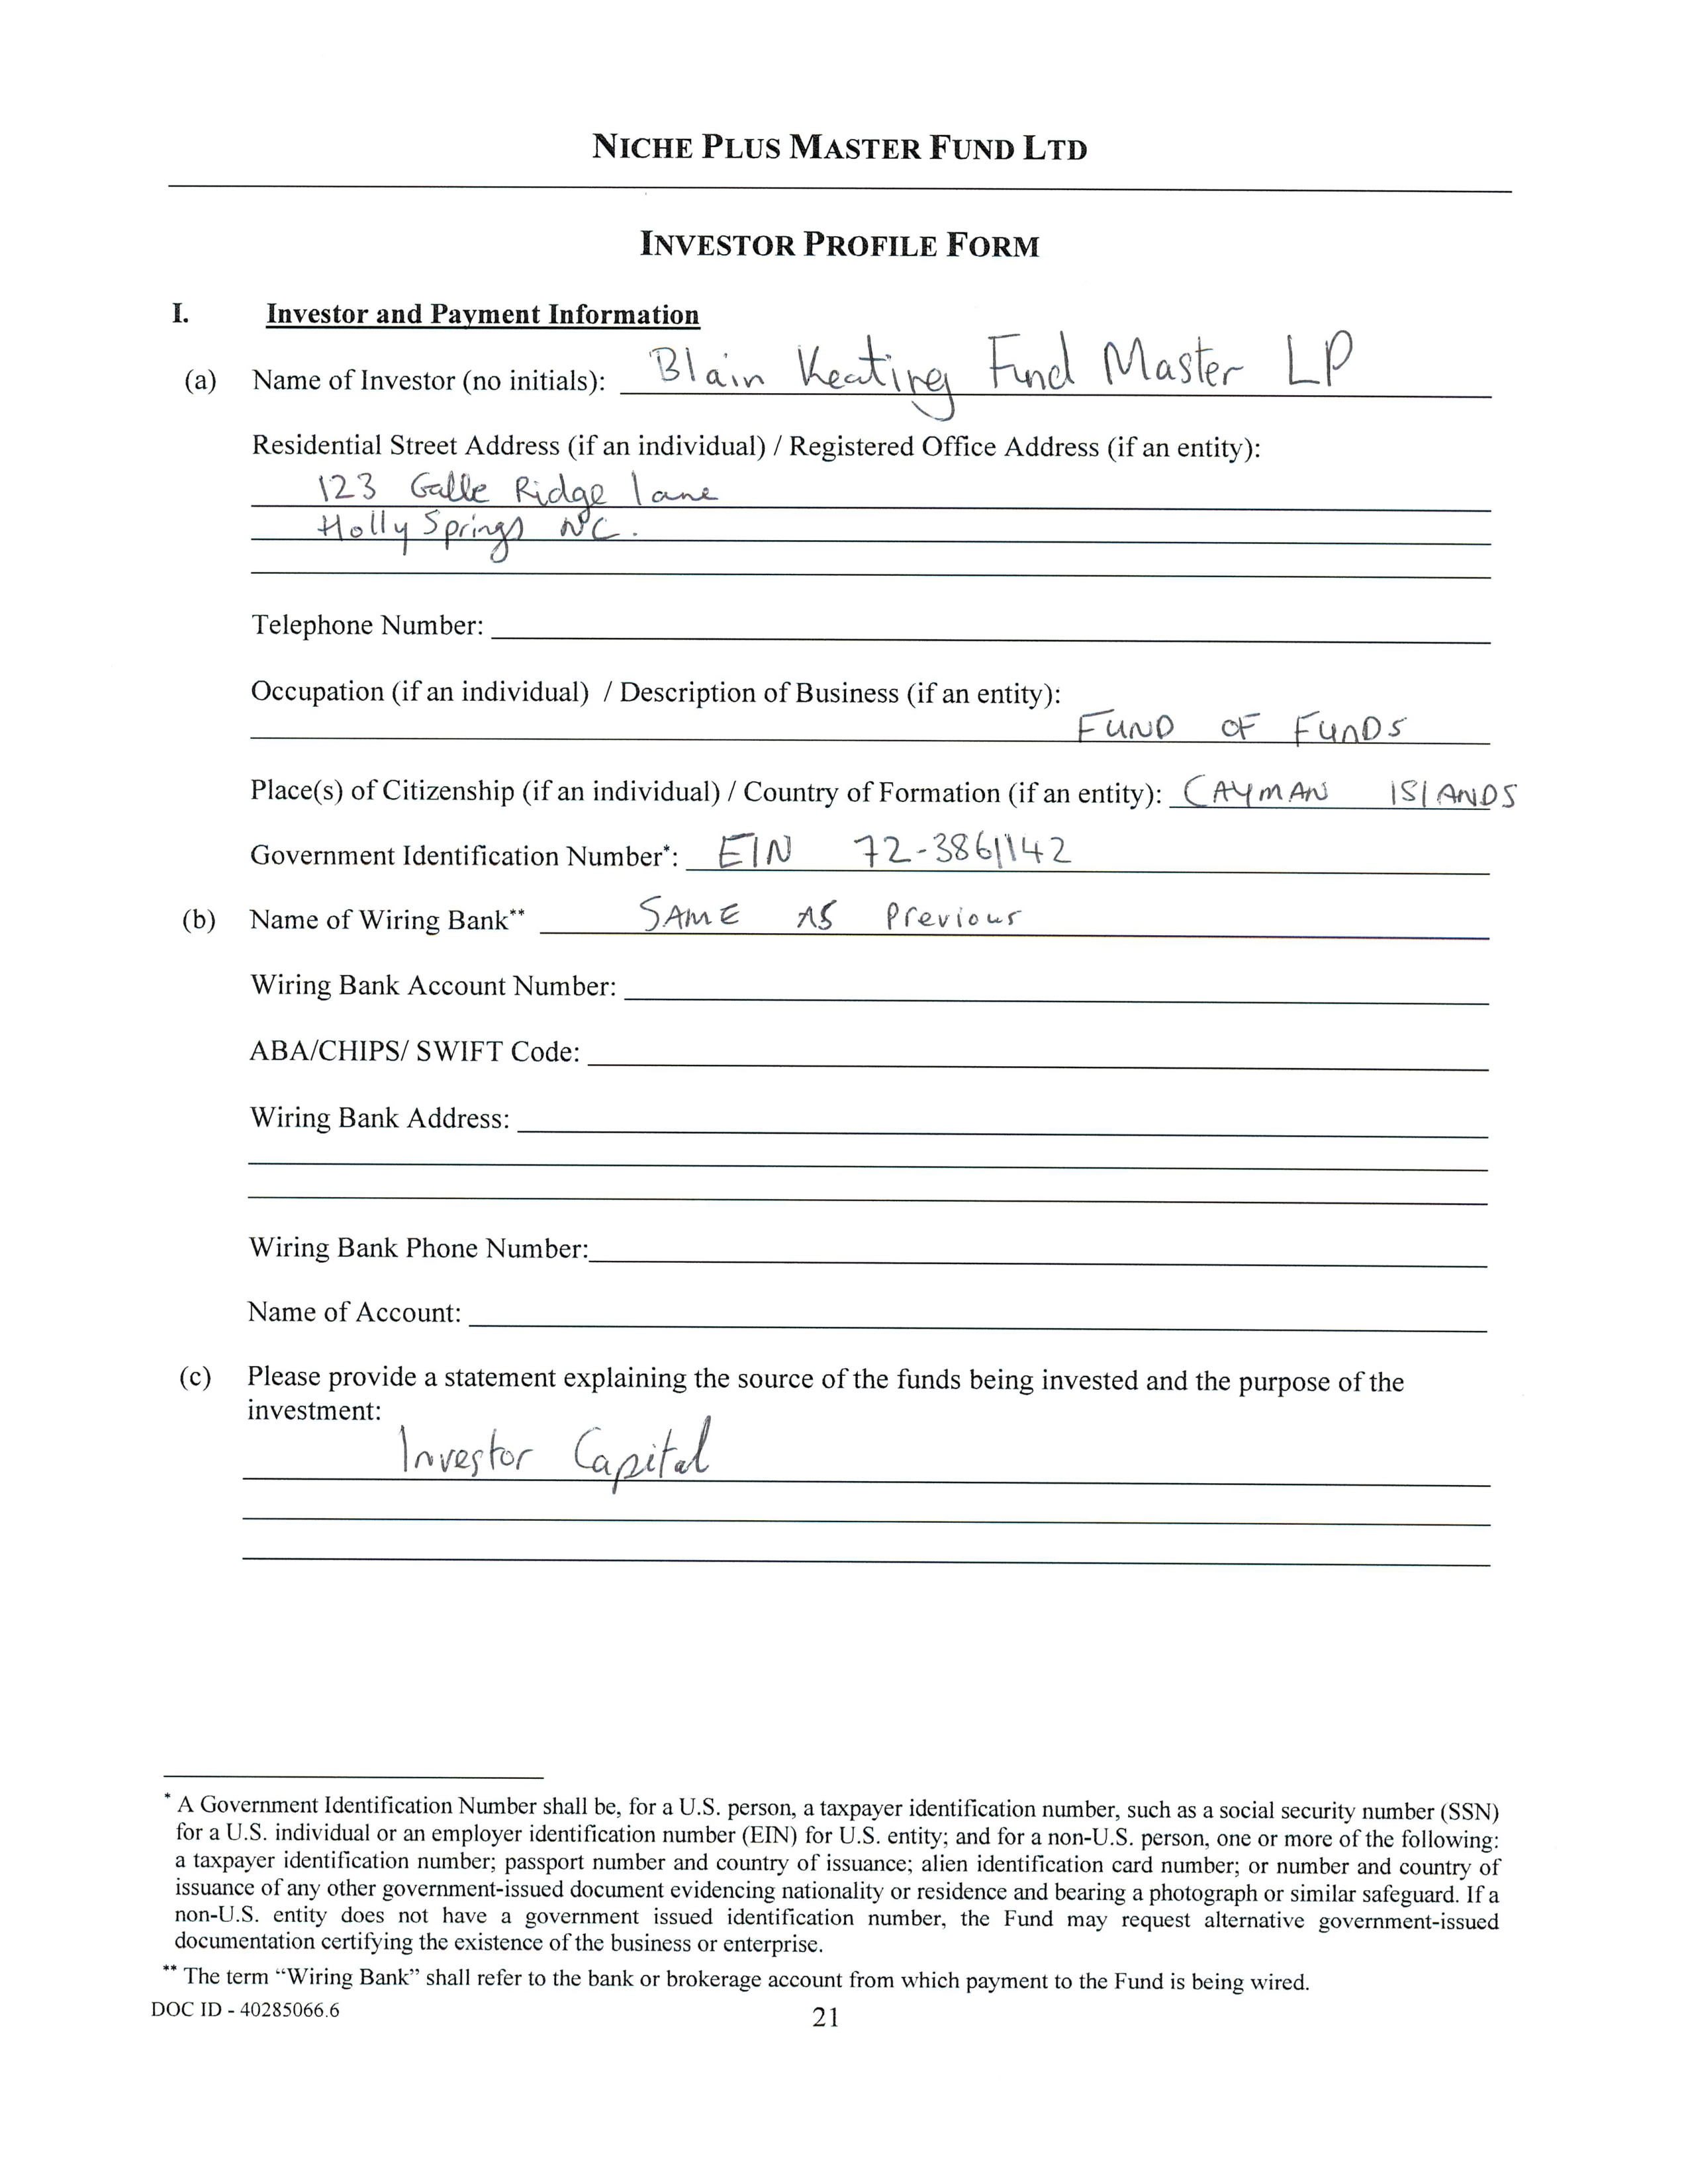 NICHE PLUS MASTER FUND LTD
INVESTOR PROFILE FORM
I. Investor and Payment Information
(a) Name of Investor (no initials): Blain Keating Fund Master LP
Residential Street Address (if an individual) / Registered Office Address (if an entity):
123 Galle Ridge lane
Holly Springs NC.
Telephone Number:
Occupation (if an individual) / Description of Business (if an entity):
FUND OF FUNDS
Place(s) of Citizenship (if an individual) / Country of Formation (if an entity): CAYMAN ISLANDS
Government Identification Number*: EIN 72-3861142
(b) Name of Wiring Bank** SAME AS Previous
Wiring Bank Account Number:
ABA/CHIPS/ SWIFT Code:
Wiring Bank Address:
Wiring Bank Phone Number:
Name of Account:
(c) Please provide a statement explaining the source of the funds being invested and the purpose of the
investment:
Investor Capital
* A Government Identification Number shall be, for a U.S. person, a taxpayer identification number, such as a social security number (SSN)
for a U.S. individual or an employer identification number (EIN) for U.S. entity; and for a non-U.S. person, one or more of the following:
a taxpayer identification number; passport number and country of issuance; alien identification card number; or number and country of
issuance of any other government-issued document evidencing nationality or residence and bearing a photograph or similar safeguard. If a
non-U.S. entity does not have a government issued identification number, the Fund may request alternative government-issued
documentation certifying the existence of the business or enterprise.
** The term “Wiring Bank” shall refer to the bank or brokerage account from which payment to the Fund is being wired.
DOC ID - 40285066.6
21